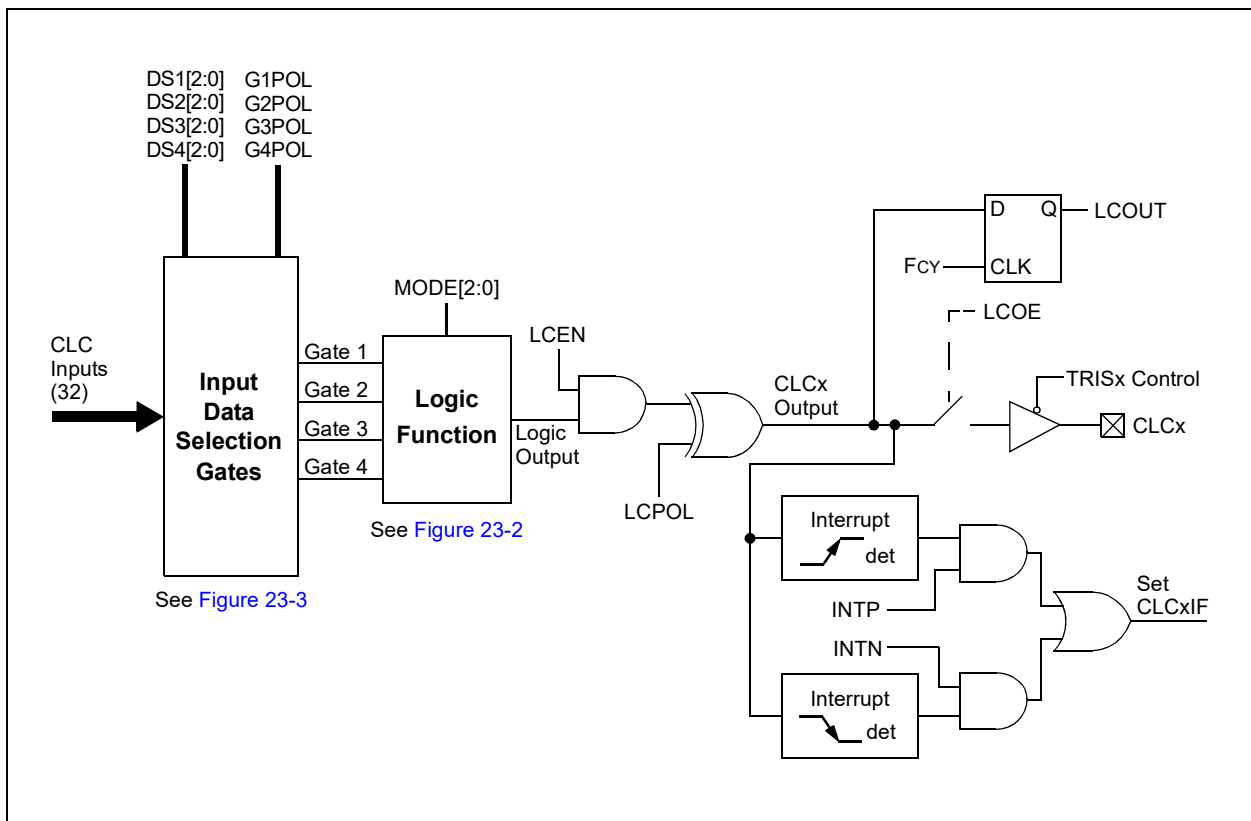 DS1[2:0] G1POL
DS2[2:0] G2POL
DS3[2:0] G3POL
DS4[2:0] G4POL
CLC
Inputs
(32)
Input
Data
Selection
Gates
See Figure 23-3
Gate 1
Gate 2
Gate 3
Gate 4
MODE[2:0]
Logic
Function
See Figure 23-2
Logic
Output
LCEN
LCPOL
CLCx
Output
D Q
CLK
FCY
LCOUT
LCOE
TRISx Control
CLCx
Interrupt
det
INTP
INTN
Interrupt
det
Set
CLCxIF